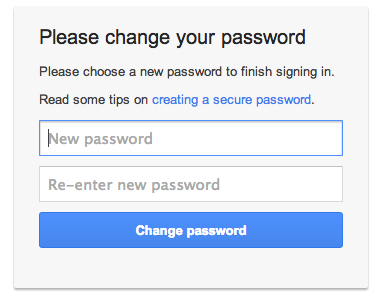 Please change your password
Please choose a new password to finish signing in.
Read some tips on creating a secure password.
New password
Re-enter new password
Change password